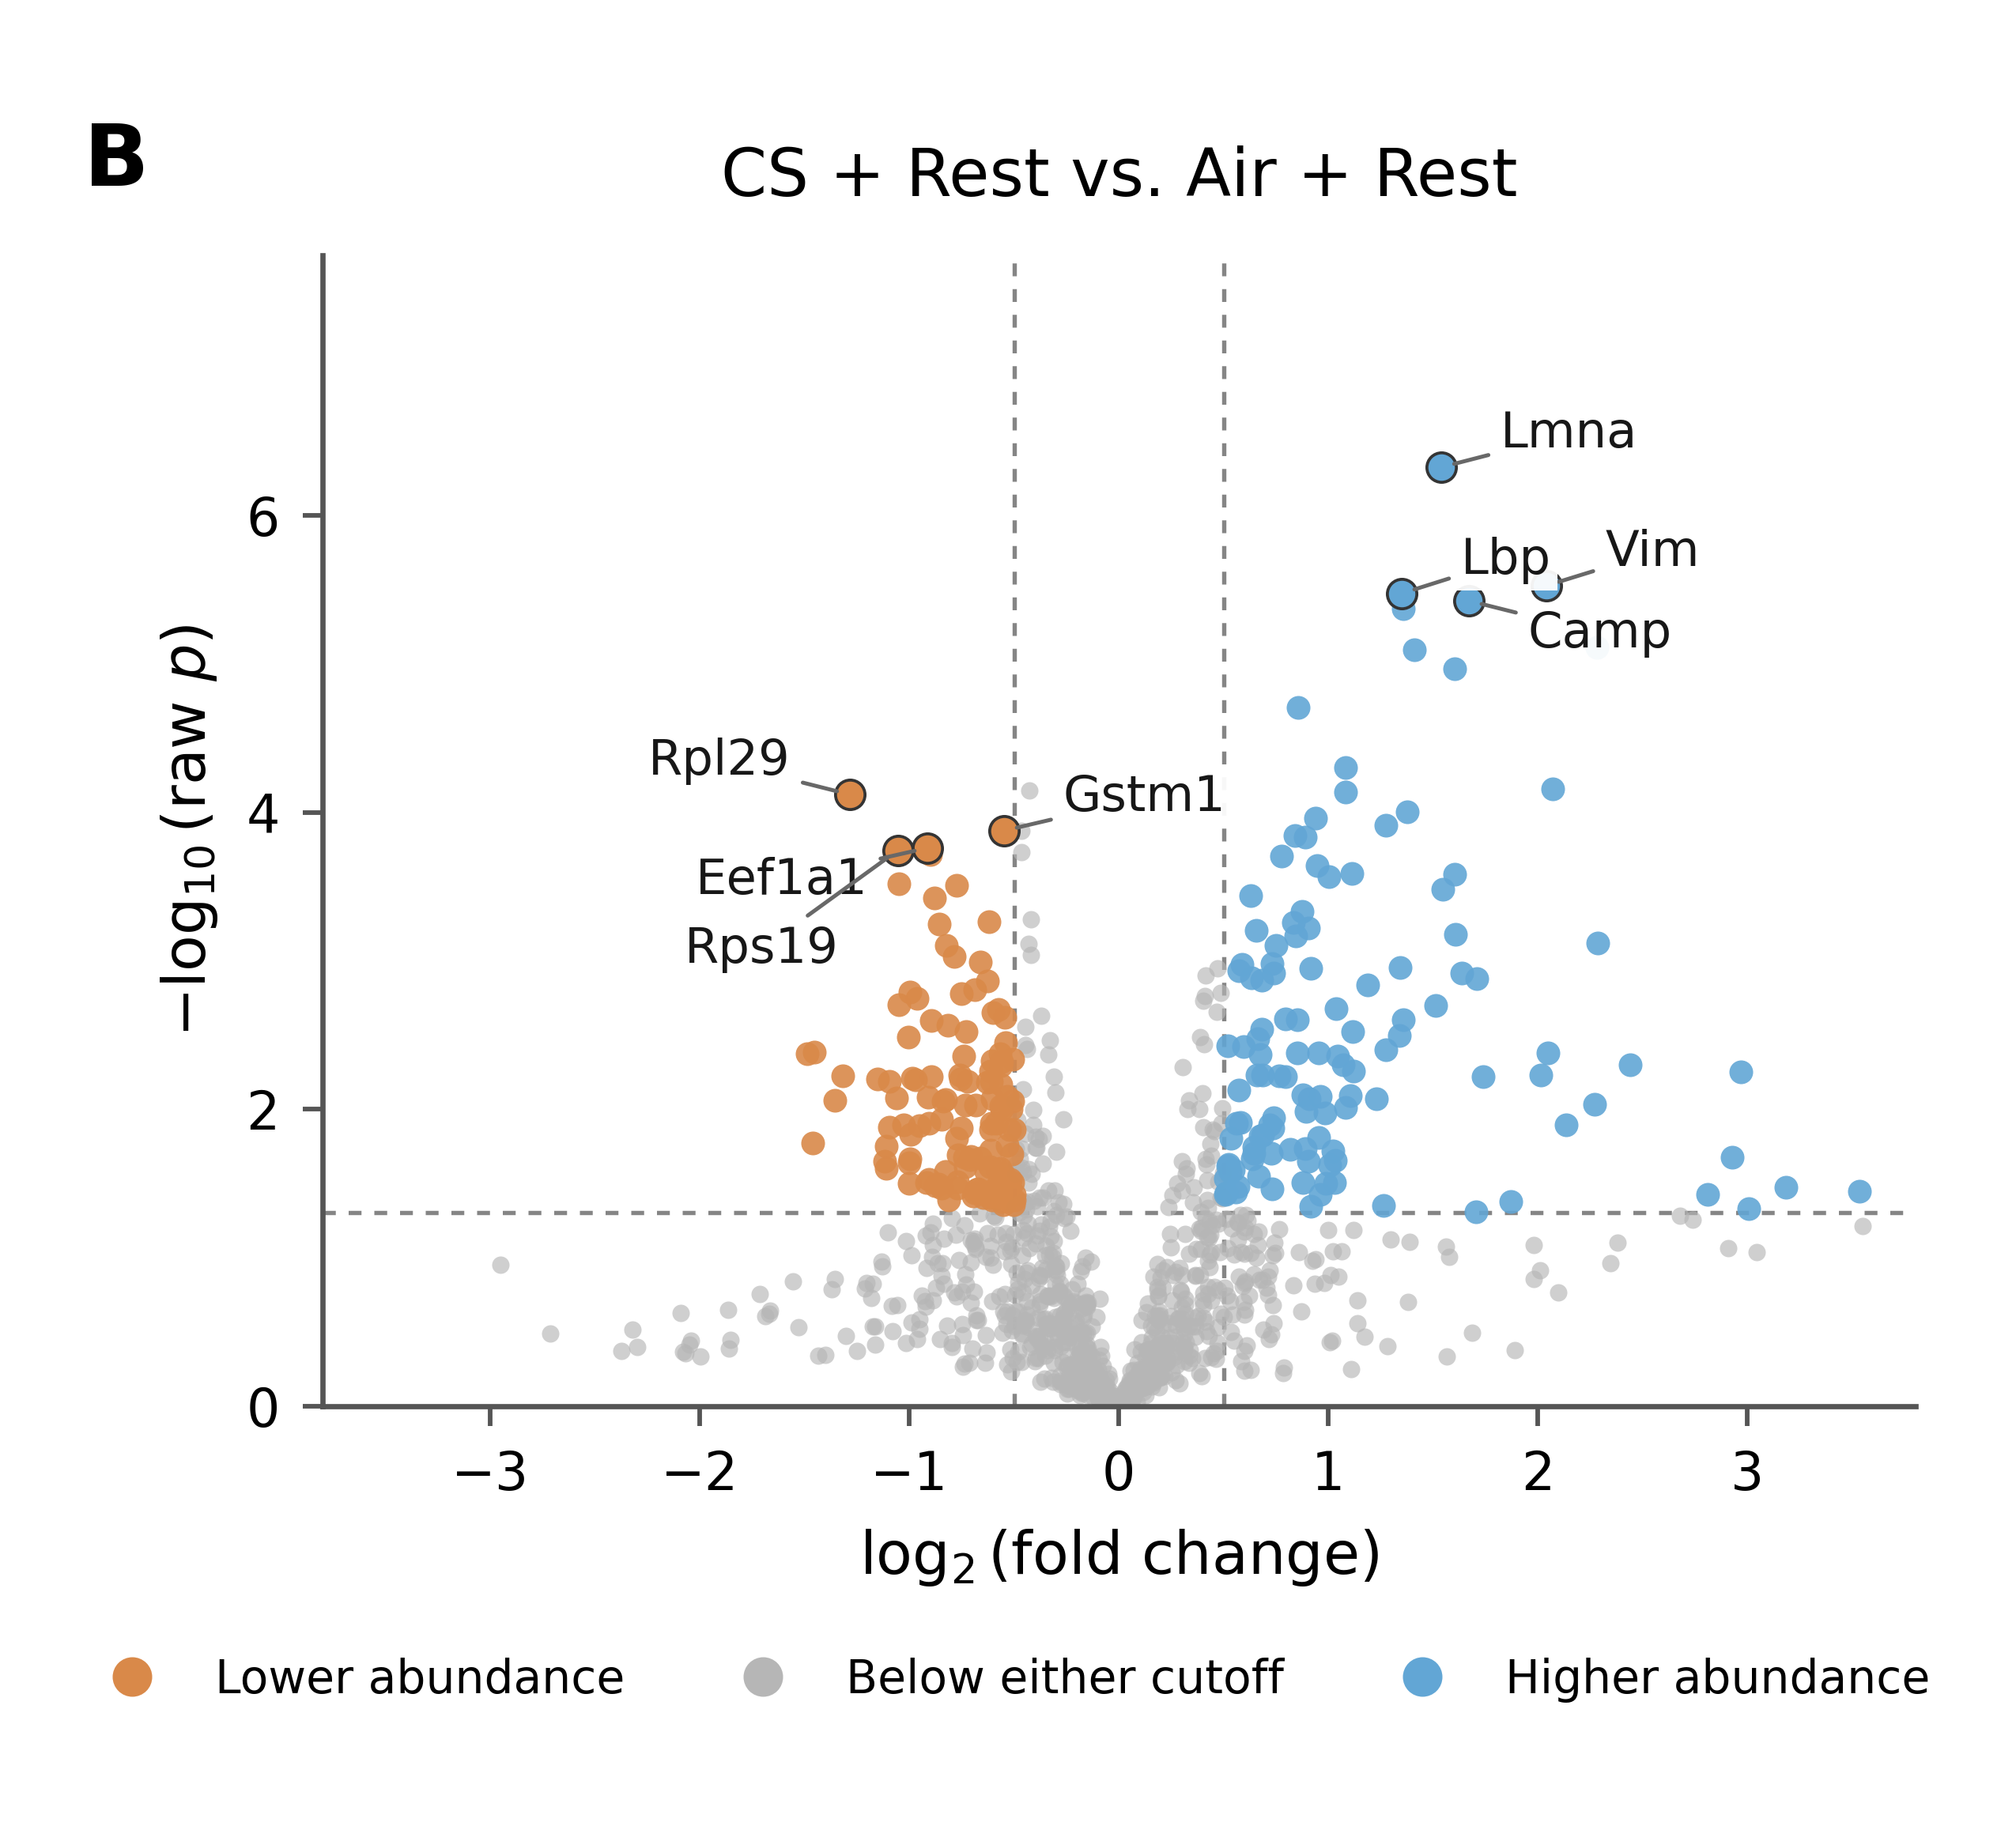 B
CS + Rest vs. Air + Rest
−log₁₀ (raw p)
6
4
2
0
Lmna
Lbp
Vim
Camp
Rpl29
Gstm1
Eef1a1
Rps19
−3 −2 −1 0 1 2 3
log₂ (fold change)
Lower abundance Below either cutoff Higher abundance